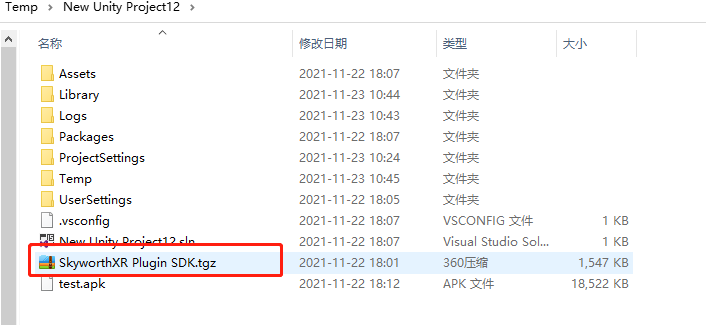 Temp > New Unity Project12 >
名称 修改日期 类型 大小
Assets 2021-11-22 18:07 文件夹
Library 2021-11-23 10:44 文件夹
Logs 2021-11-23 10:43 文件夹
Packages 2021-11-22 18:07 文件夹
ProjectSettings 2021-11-23 10:24 文件夹
Temp 2021-11-23 10:45 文件夹
UserSettings 2021-11-22 18:05 文件夹
.vsconfig 2021-11-22 18:07 VSCONFIG 文件 1 KB
New Unity Project12.sln 2021-11-22 18:07 Visual Studio Sol... 1 KB
SkyworthXR Plugin SDK.tgz 2021-11-22 18:01 360压缩 1,547 KB
test.apk 2021-11-22 18:12 APK 文件 18,522 KB